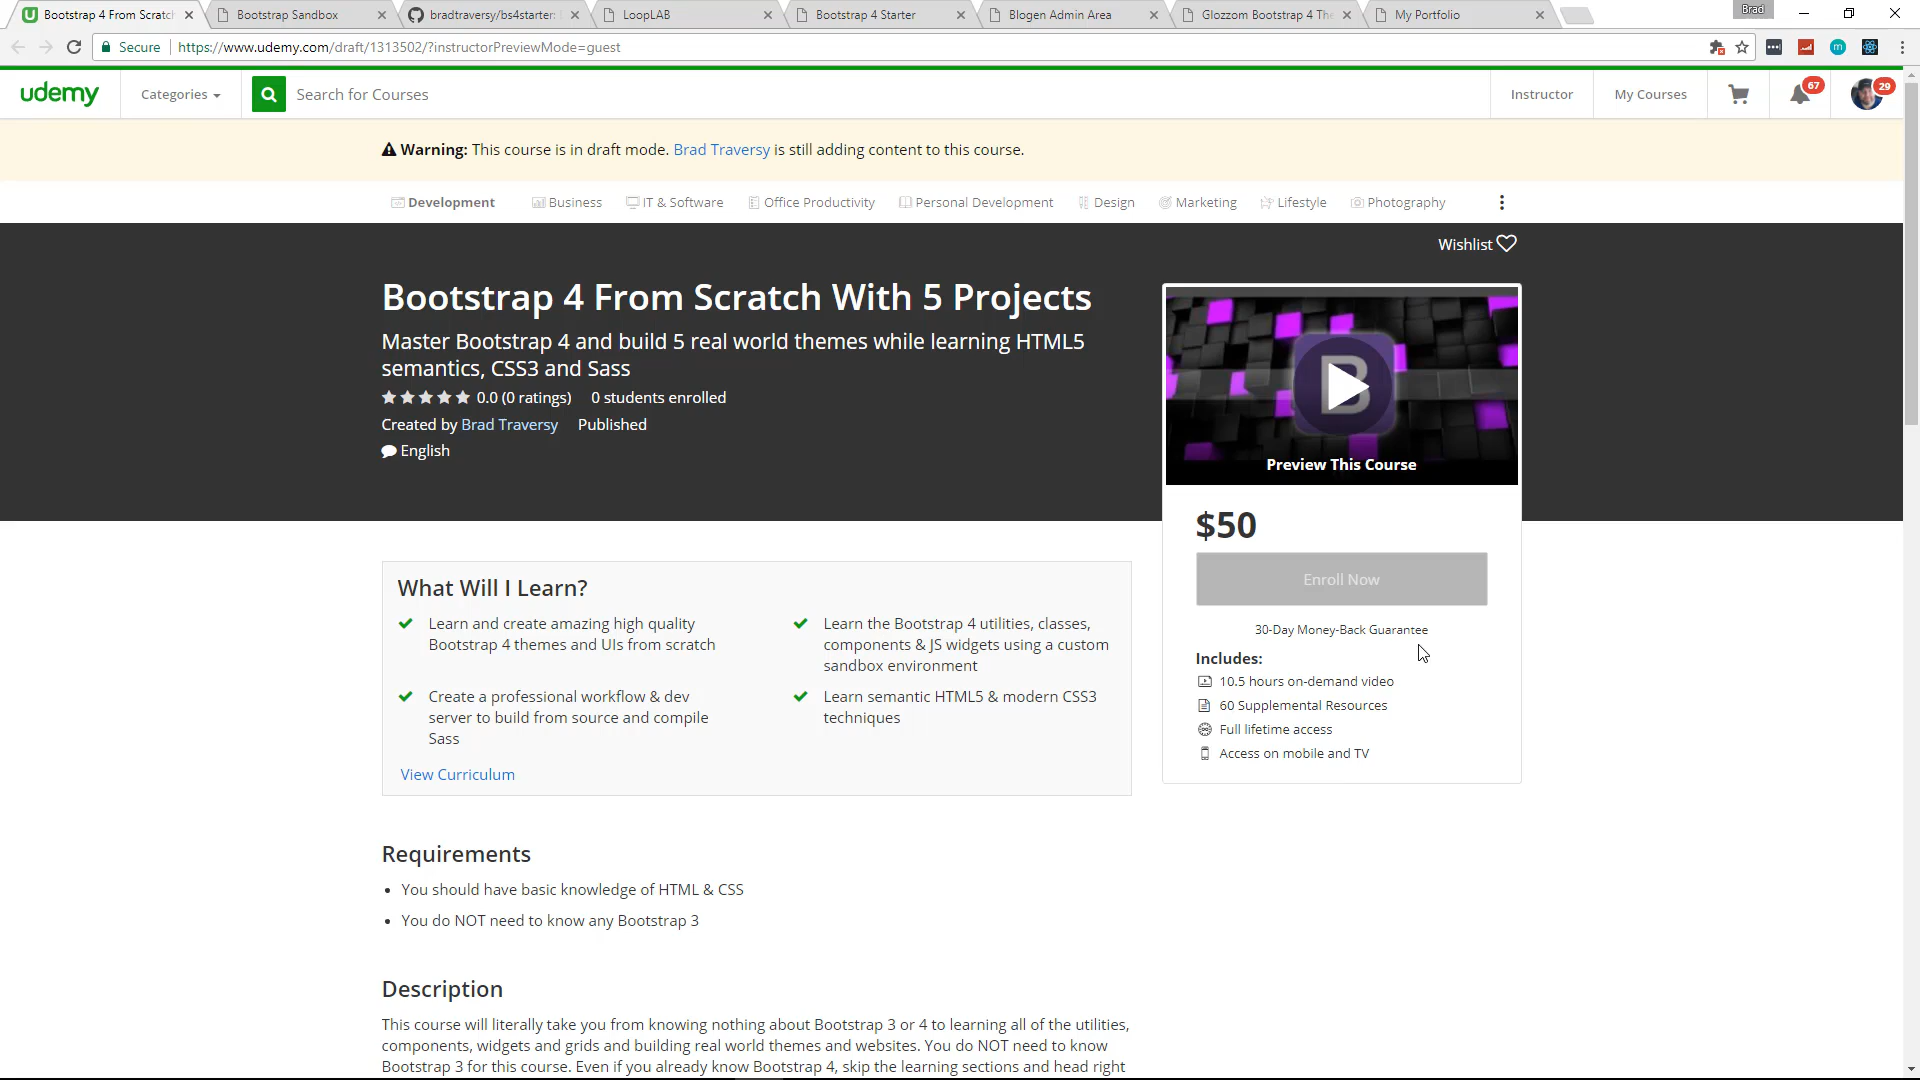 Bootstrap 4 From Scratch
Bootstrap Sandbox
bradtraversy/bs4starter:
LoopLAB
Bootstrap 4 Starter
Blogen Admin Area
Glozzom Bootstrap 4 The
My Portfolio
Brad
Secure
https://www.udemy.com/draft/1313502/?instructorPreviewMode=guest
udemy
Categories
Search for Courses
Instructor
My Courses
67
29
Warning: This course is in draft mode. Brad Traversy is still adding content to this course.
Development
Business
IT & Software
Office Productivity
Personal Development
Design
Marketing
Lifestyle
Photography
Wishlist
Bootstrap 4 From Scratch With 5 Projects
Master Bootstrap 4 and build 5 real world themes while learning HTML5
semantics, CSS3 and Sass
0.0 (0 ratings) 0 students enrolled
Created by Brad Traversy Published
English
B
Preview This Course
$50
Enroll Now
30-Day Money-Back Guarantee
Includes:
10.5 hours on-demand video
60 Supplemental Resources
Full lifetime access
Access on mobile and TV
What Will I Learn?
Learn and create amazing high quality
Bootstrap 4 themes and UIs from scratch
Learn the Bootstrap 4 utilities, classes,
components & JS widgets using a custom
sandbox environment
Create a professional workflow & dev
server to build from source and compile
Sass
Learn semantic HTML5 & modern CSS3
techniques
View Curriculum
Requirements
You should have basic knowledge of HTML & CSS
You do NOT need to know any Bootstrap 3
Description
This course will literally take you from knowing nothing about Bootstrap 3 or 4 to learning all of the utilities,
components, widgets and grids and building real world themes and websites. You do NOT need to know
Bootstrap 3 for this course. Even if you already know Bootstrap 4, skip the learning sections and head right